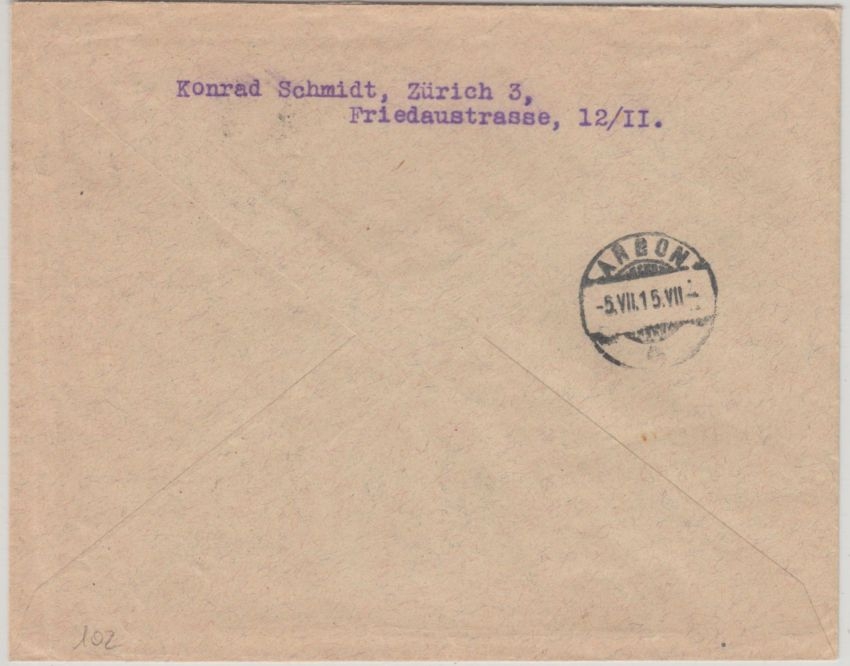 Konrad Schmidt, Zürich 3,
Friedaustrasse, 12/II.
ARBON
-5.VII.15.VII-
102